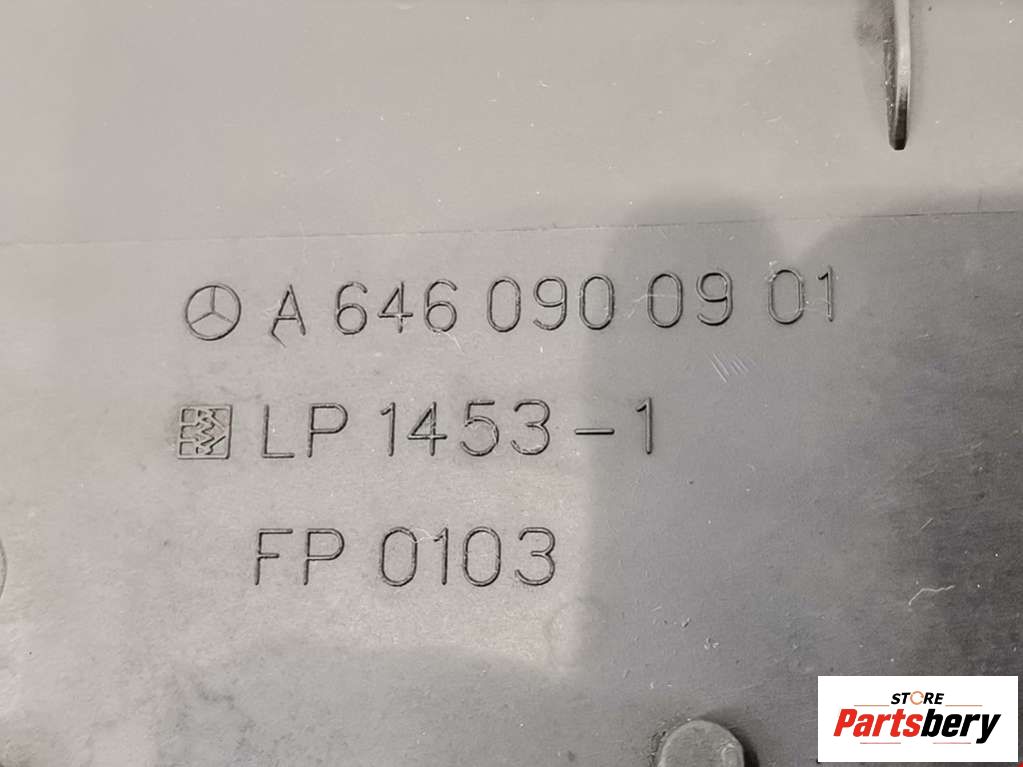 A 646 090 09 01
LP 1453-1
FP 0103
STORE
Partsbery